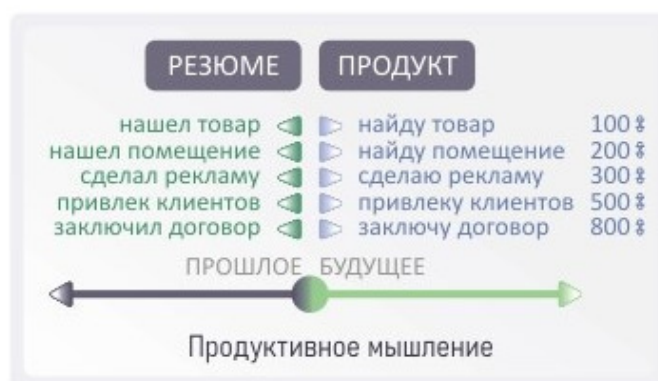 РЕЗЮМЕ ПРОДУКТ
нашел товар найду товар 100
нашел помещение найду помещение 200
сделал рекламу сделаю рекламу 300
привлек клиентов привлеку клиентов 500
заключил договор заключу договор 800
ПРОШЛОЕ БУДУЩЕЕ
Продуктивное мышление